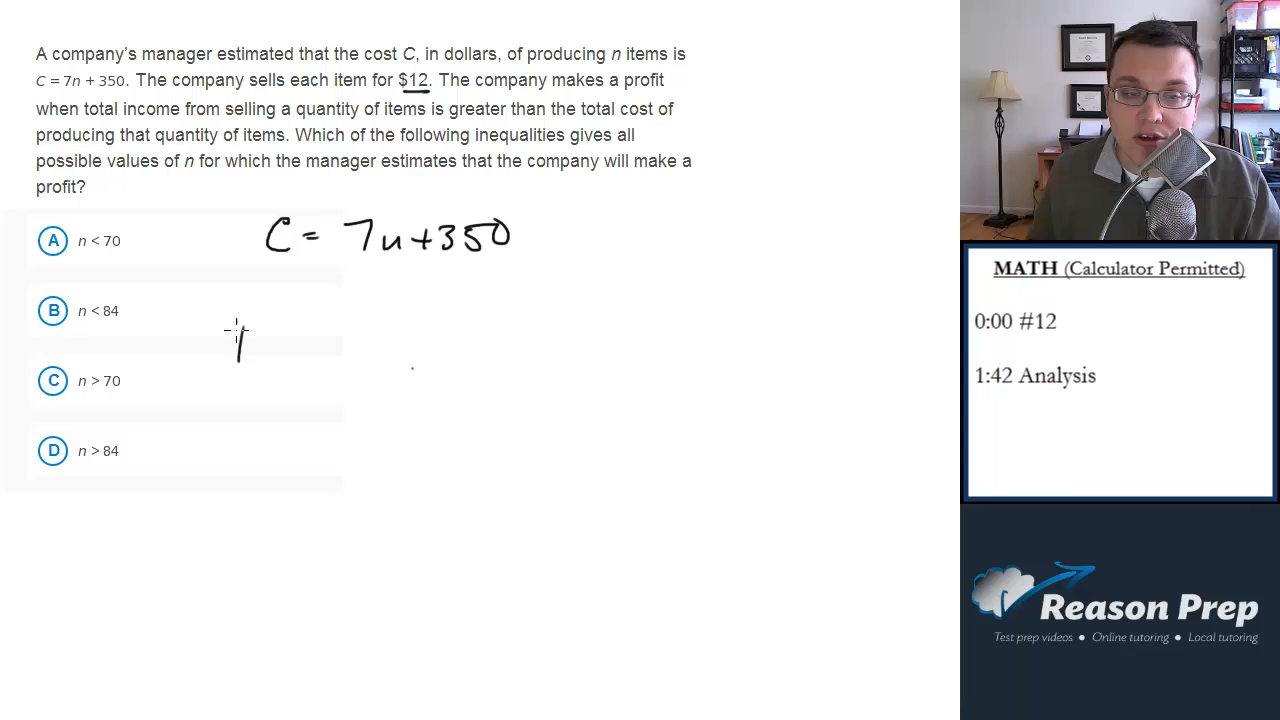 A company's manager estimated that the cost C, in dollars, of producing n items is
C = 7n + 350. The company sells each item for $12. The company makes a profit
when total income from selling a quantity of items is greater than the total cost of
producing that quantity of items. Which of the following inequalities gives all
possible values of n for which the manager estimates that the company will make a
profit?
A n < 70
B n < 84
C n > 70
D n > 84
C = 7n+350
MATH (Calculator Permitted)
0:00 #12
1:42 Analysis
Reason Prep
Test prep videos ● Online tutoring ● Local tutoring